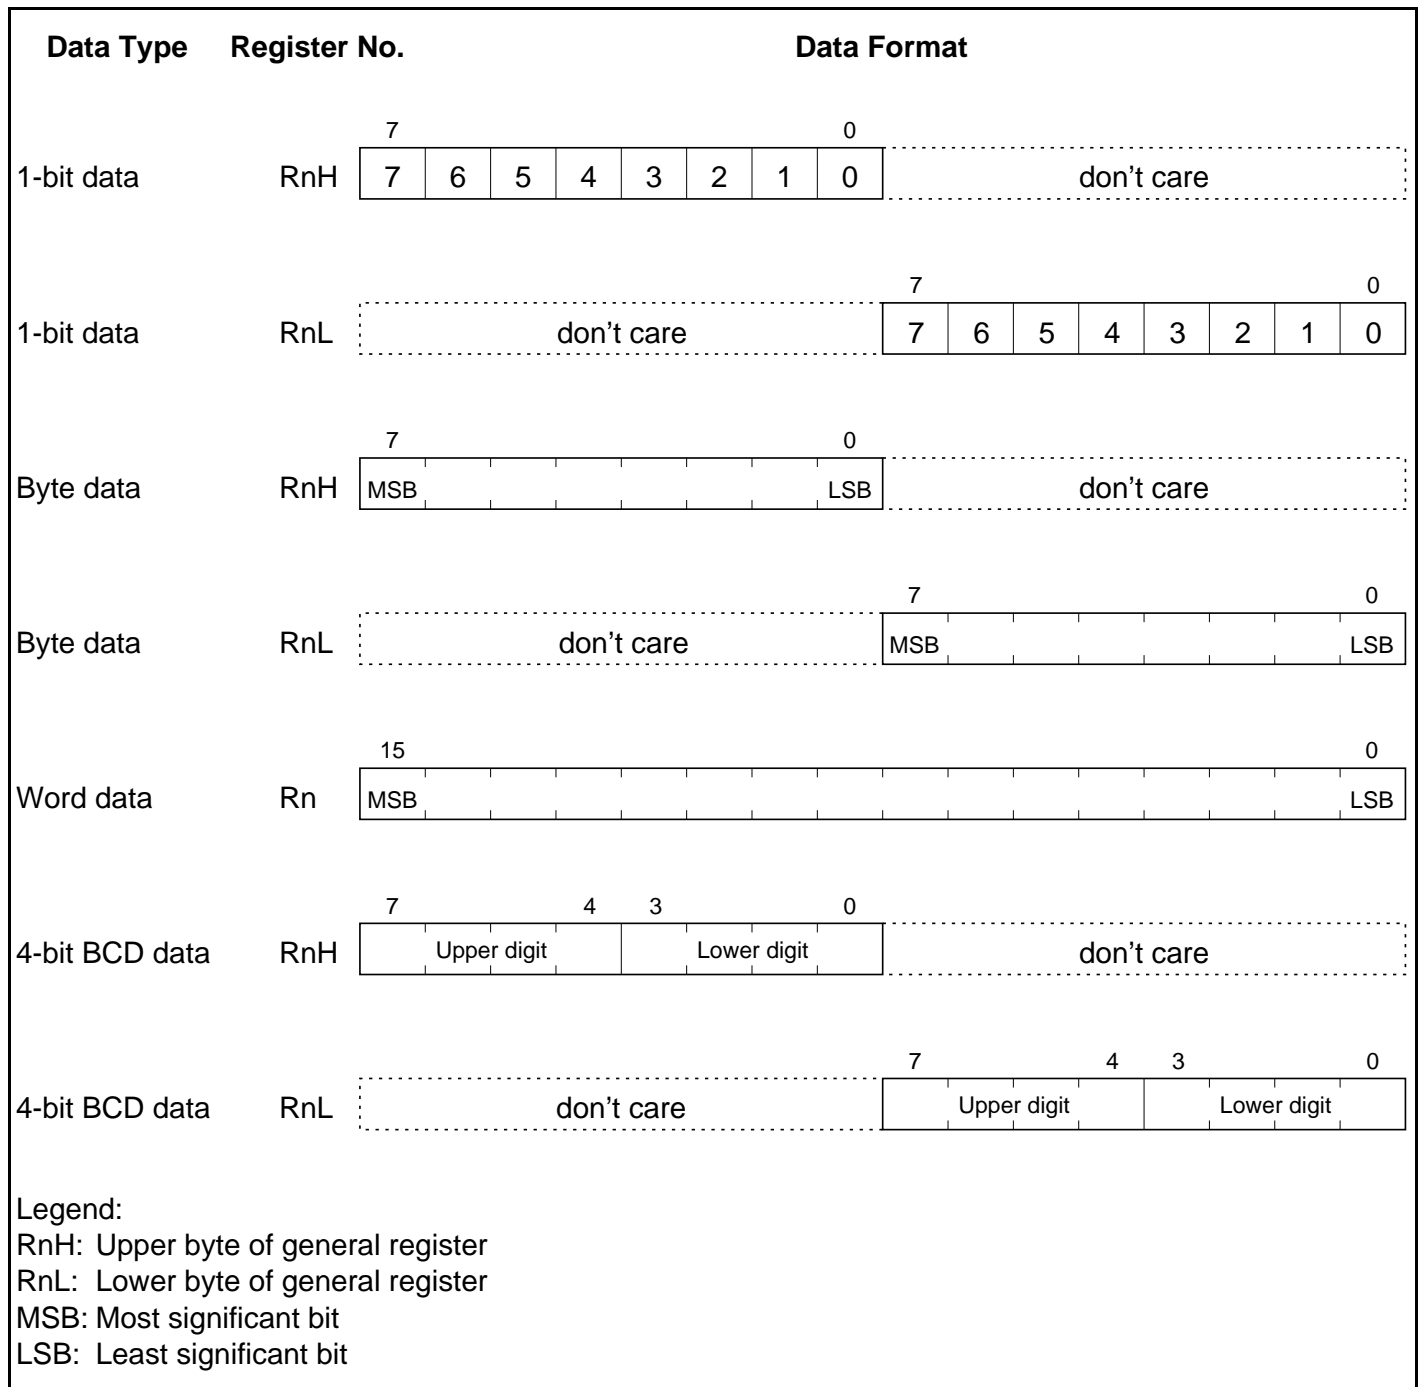 Data Type Register No. Data Format
7 0
1-bit data RnH 7 6 5 4 3 2 1 0 don't care
7 0
1-bit data RnL don't care 7 6 5 4 3 2 1 0
7 0
Byte data RnH MSB LSB don't care
7 0
Byte data RnL don't care MSB LSB
15 0
Word data Rn MSB LSB
7 4 3 0
4-bit BCD data RnH Upper digit Lower digit don't care
7 4 3 0
4-bit BCD data RnL don't care Upper digit Lower digit
Legend:
RnH: Upper byte of general register
RnL: Lower byte of general register
MSB: Most significant bit
LSB: Least significant bit